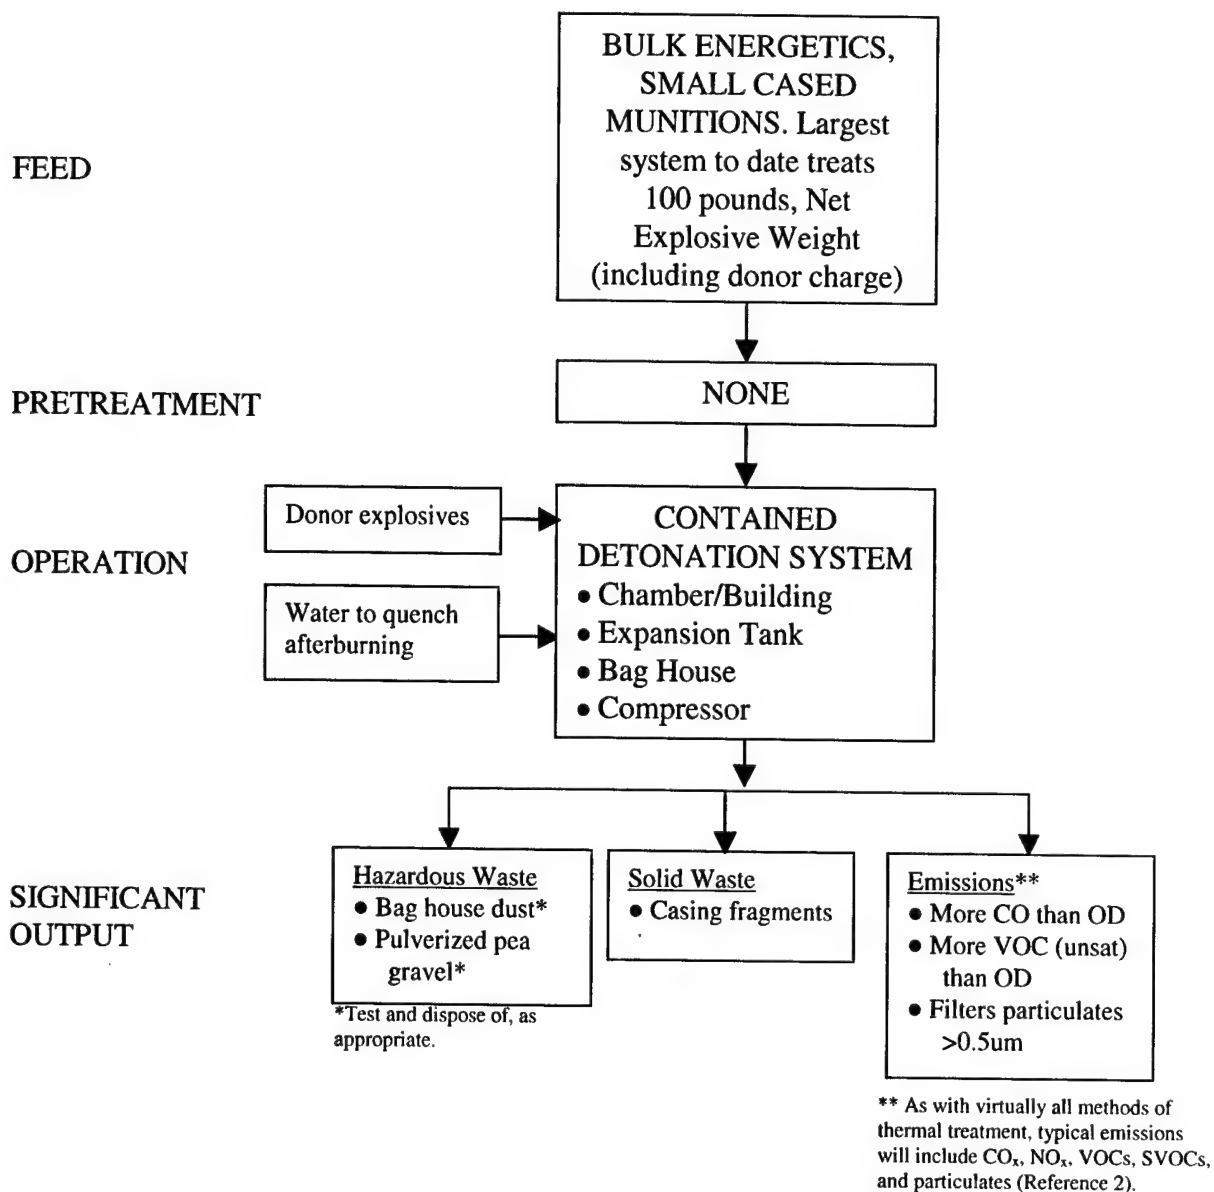 FEED
BULK ENERGETICS,
SMALL CASED
MUNITIONS. Largest
system to date treats
100 pounds, Net
Explosive Weight
(including donor charge)
PRETREATMENT
NONE
OPERATION
Donor explosives
Water to quench
afterburning
CONTAINED
DETONATION SYSTEM
• Chamber/Building
• Expansion Tank
• Bag House
• Compressor
SIGNIFICANT
OUTPUT
Hazardous Waste
• Bag house dust*
• Pulverized pea
gravel*
*Test and dispose of, as
appropriate.
Solid Waste
• Casing fragments
Emissions**
• More CO than OD
• More VOC (unsat)
than OD
• Filters particulates
>0.5um
** As with virtually all methods of
thermal treatment, typical emissions
will include COₓ, NOₓ, VOCs, SVOCs,
and particulates (Reference 2).